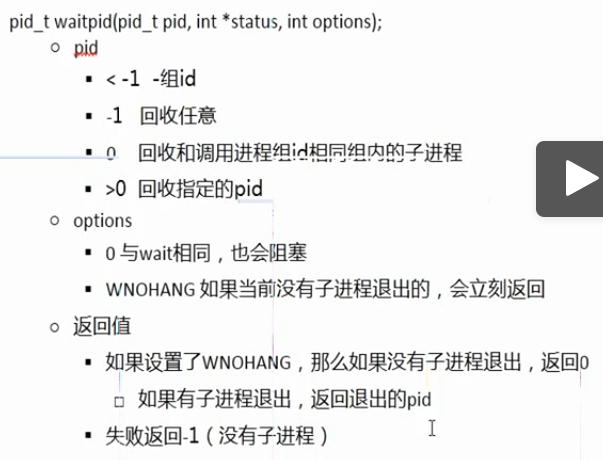 pid_t waitpid(pid_t pid, int *status, int options);
pid
< -1 -组id
-1 回收任意
0 回收和调用进程组id相同组内的子进程
>0 回收指定的pid
options
0 与wait相同，也会阻塞
WNOHANG 如果当前没有子进程退出的，会立刻返回
返回值
如果设置了WNOHANG，那么如果没有子进程退出，返回0
如果有子进程退出，返回退出的pid
失败返回-1（没有子进程）